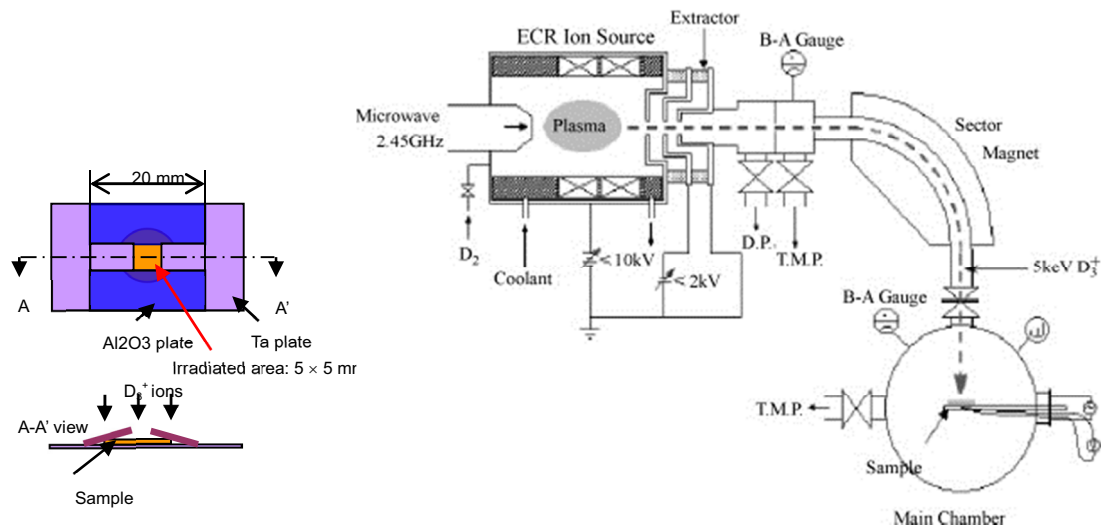 20 mm
A
A'
Al2O3 plate
Ta plate
Irradiated area: 5 × 5 mr
D3+ ions
A-A' view
Sample
Extractor
ECR Ion Source
B-A Gauge
Microwave
2.45GHz
Plasma
Sector
Magnet
D2
Coolant
≤10kV
≤2kV
D.P.
T.M.P.
5keV D3+
B-A Gauge
T.M.P.
Sample
Main Chamber